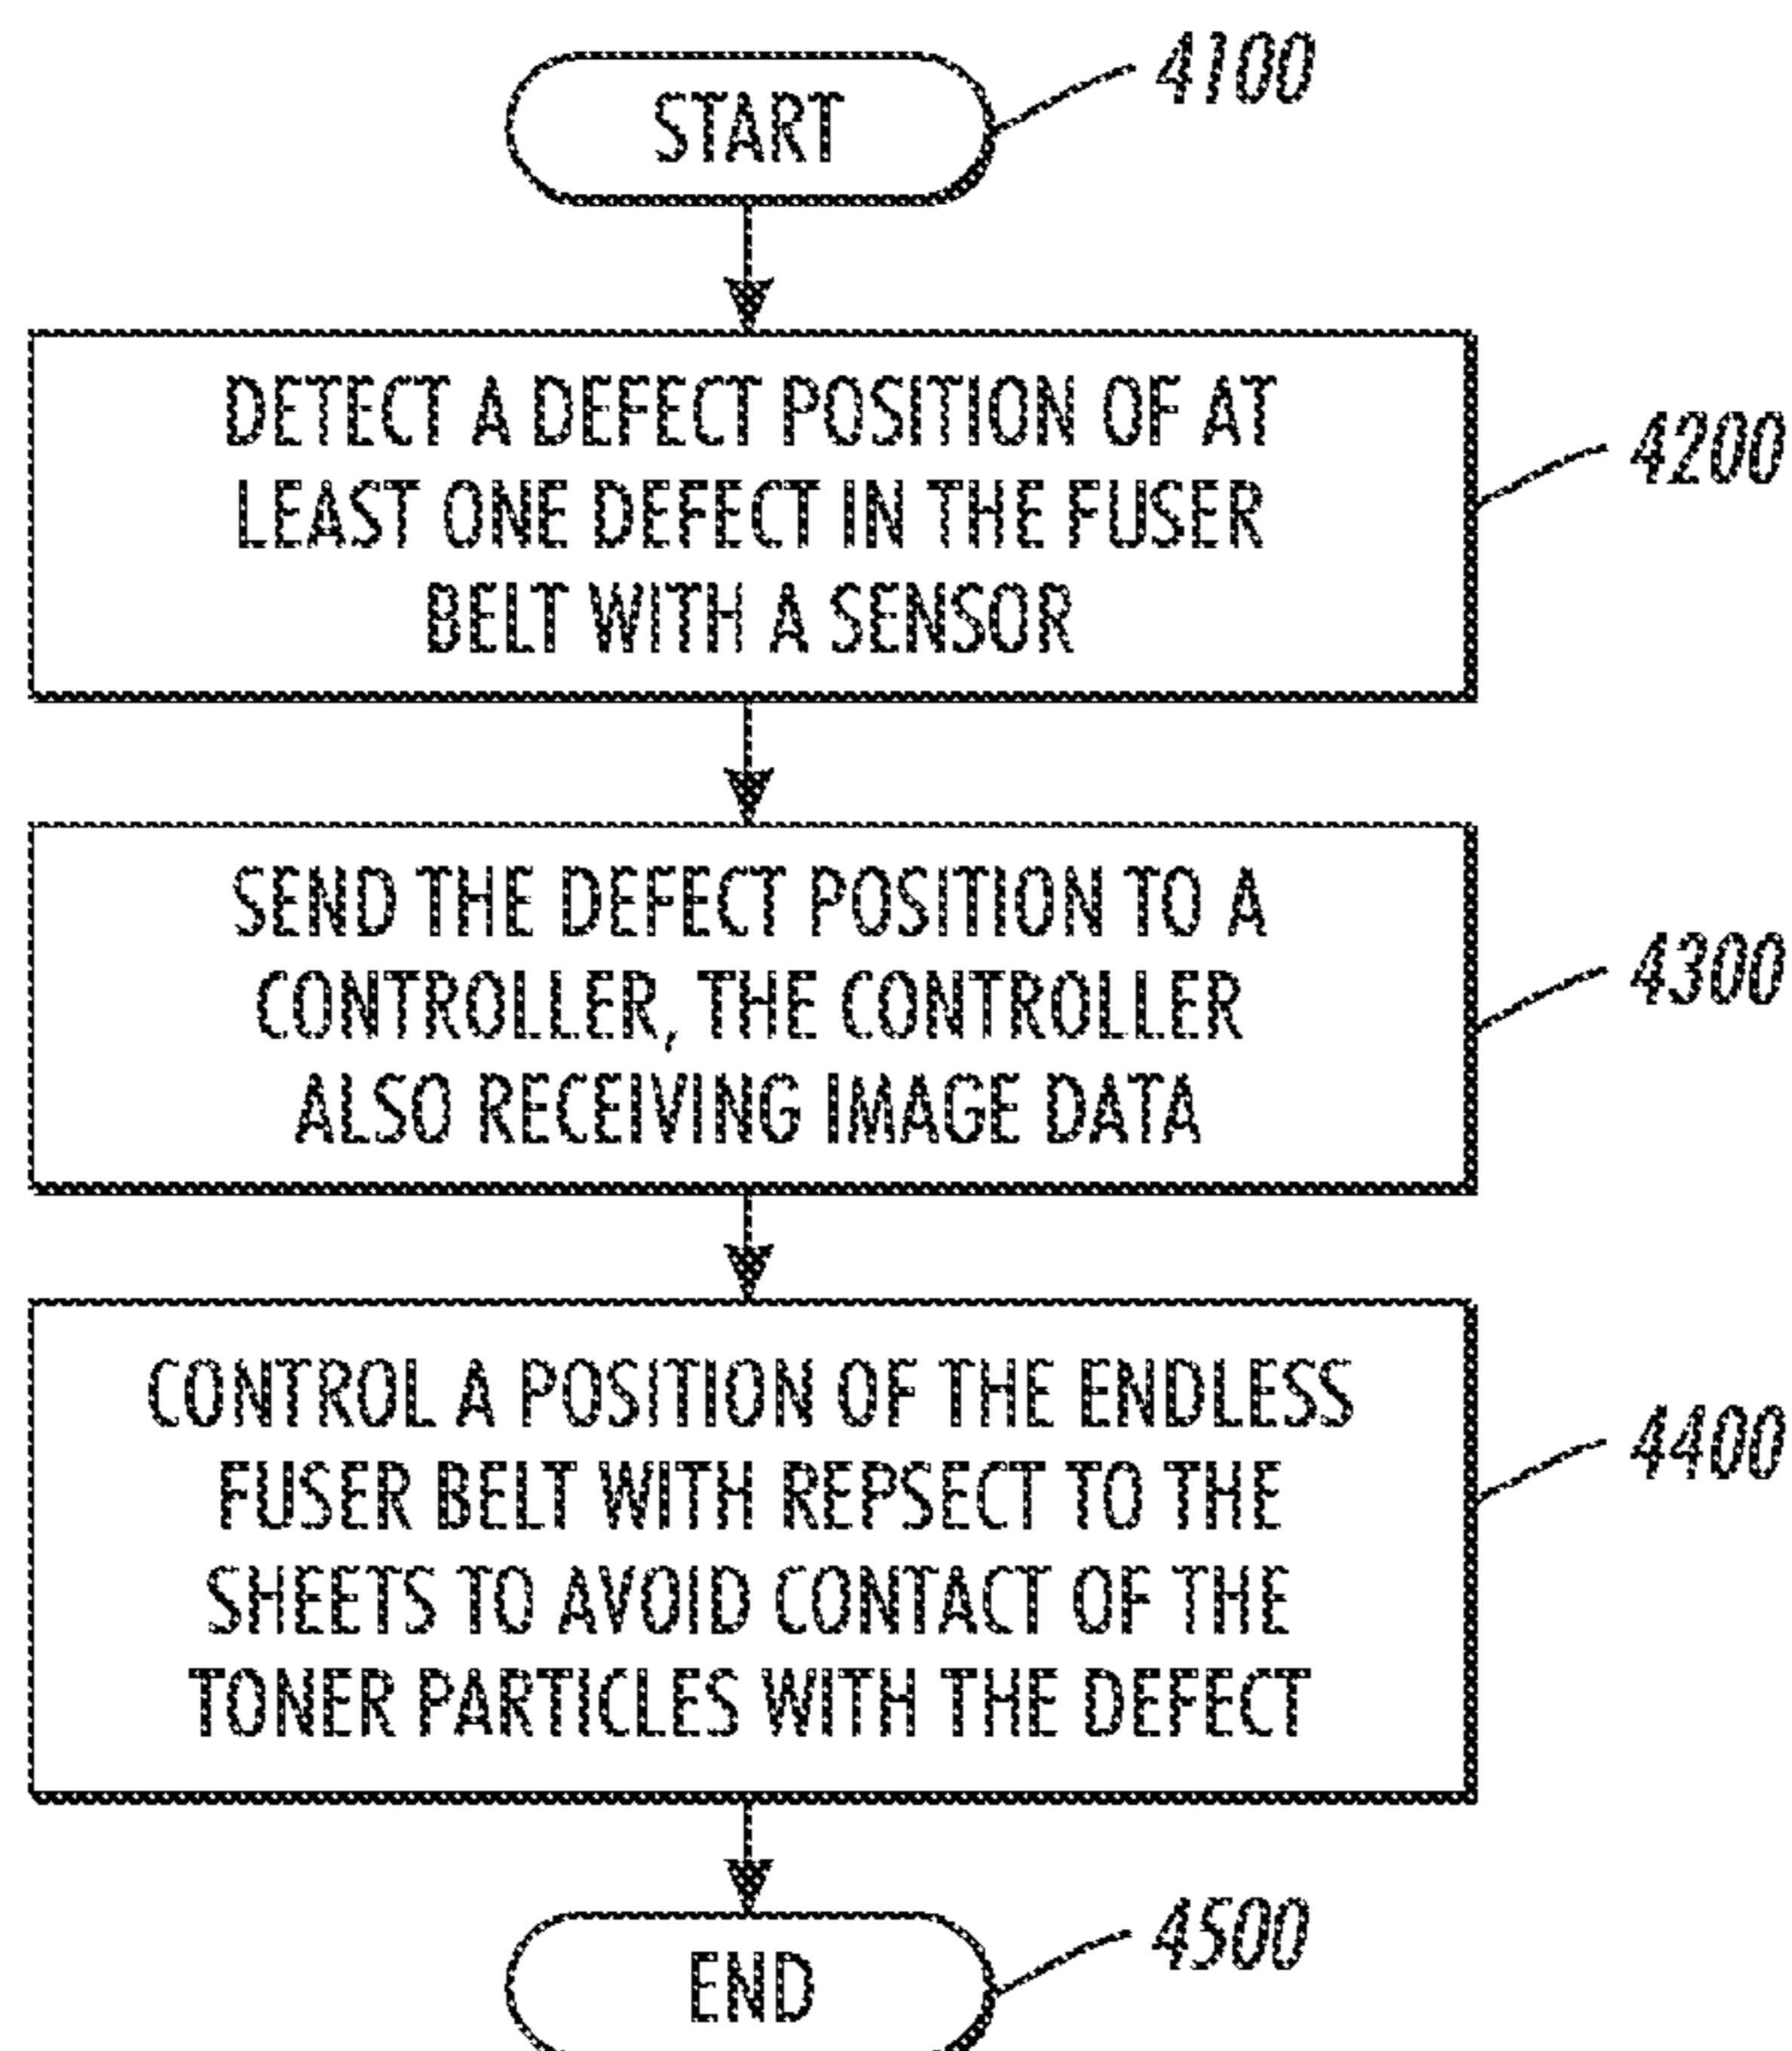 START
4100
DETECT A DEFECT POSITION OF AT
LEAST ONE DEFECT IN THE FUSER
BELT WITH A SENSOR
4200
SEND THE DEFECT POSITION TO A
CONTROLLER, THE CONTROLLER
ALSO RECEIVING IMAGE DATA
4300
CONTROL A POSITION OF THE ENDLESS
FUSER BELT WITH REPSECT TO THE
SHEETS TO AVOID CONTACT OF THE
TONER PARTICLES WITH THE DEFECT
4400
END
4500